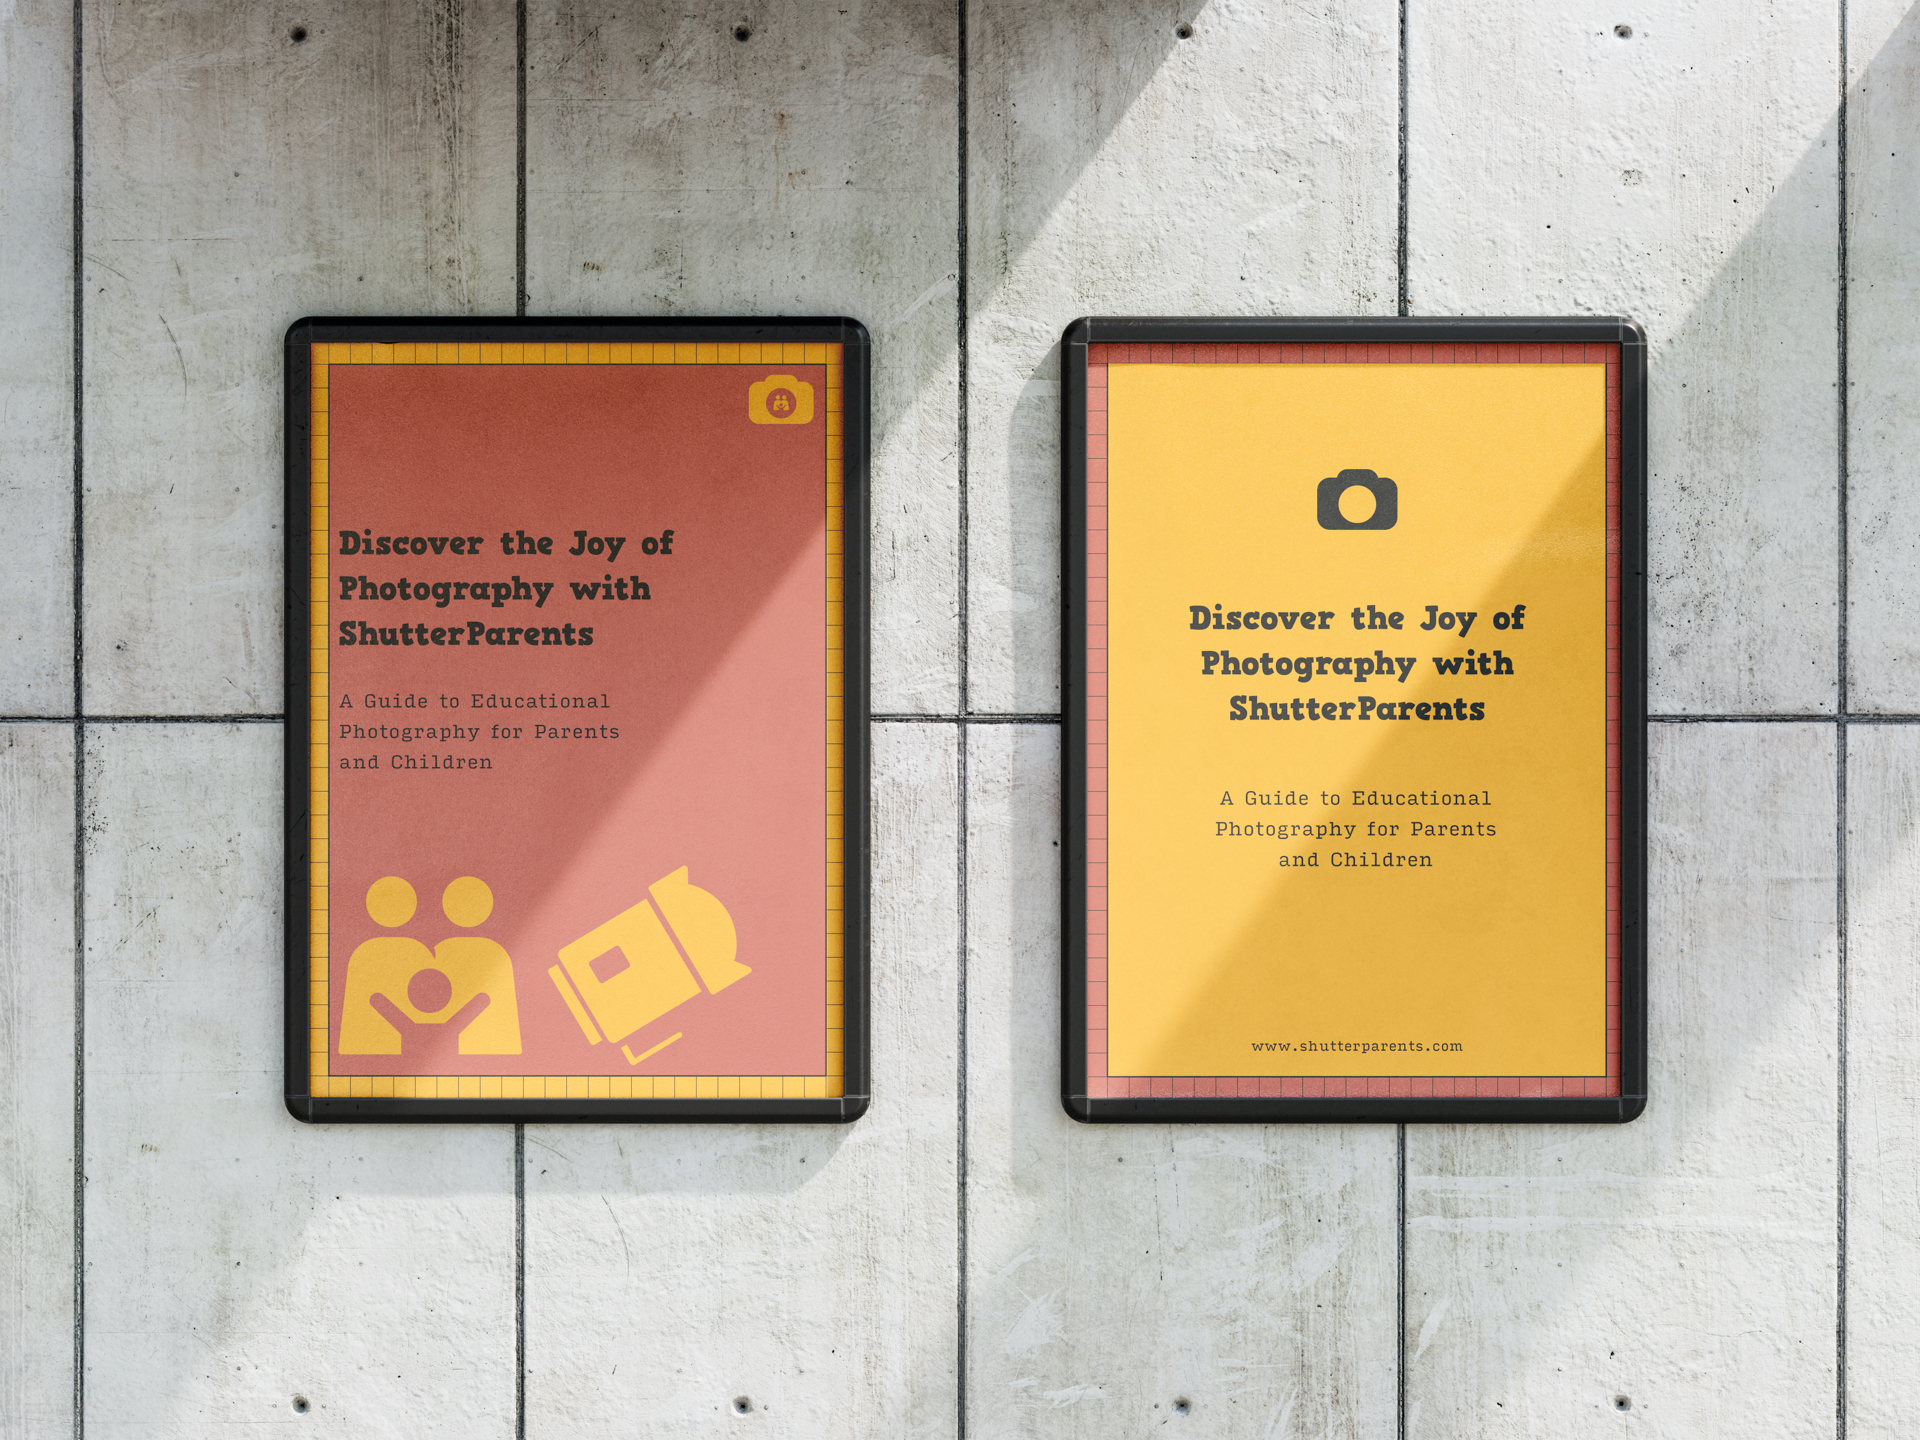 Discover the Joy of
Photography with
ShutterParents
A Guide to Educational
Photography for Parents
and Children
Discover the Joy of
Photography with
ShutterParents
A Guide to Educational
Photography for Parents
and Children
www.shutterparents.com